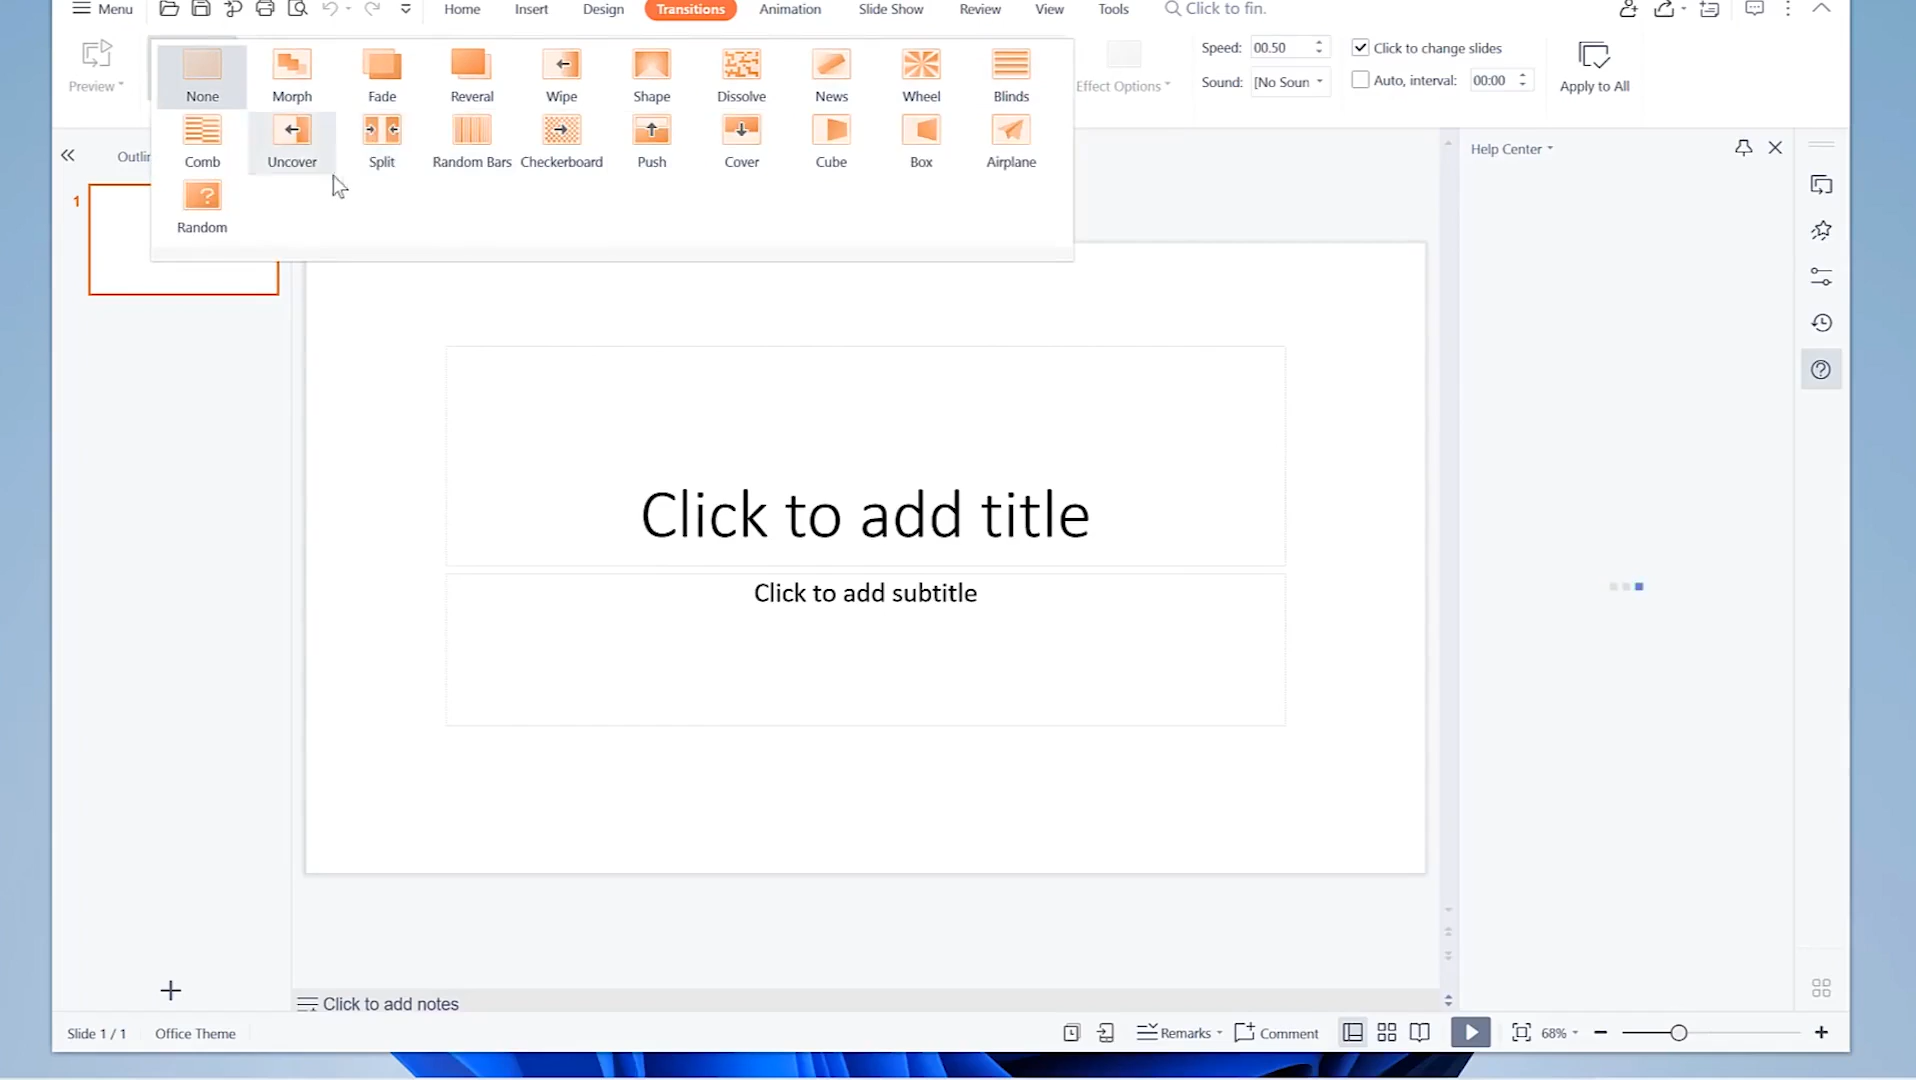 Menu Home Insert Design Transitions Animation Slide Show Review View Tools Click to fin.
Preview
None Morph Fade Reveral Wipe Shape Dissolve News Wheel Blinds
Comb Uncover Split Random Bars Checkerboard Push Cover Cube Box Airplane
Random
Effect Options
Speed: 00.50
Sound: [No Soun
Click to change slides
Auto, interval: 00:00
Apply to All
Outlin
1
Help Center
Click to add title
Click to add subtitle
Click to add notes
Slide 1 / 1 Office Theme Remarks Comment 68%